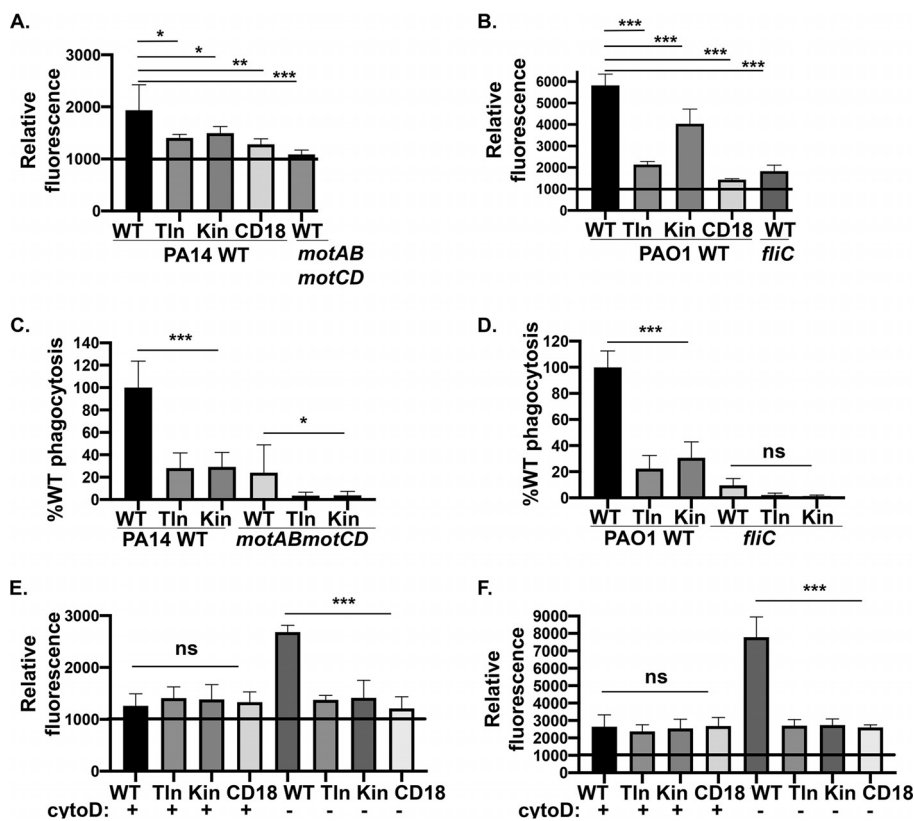 A.
Relative
fluorescence
3000
2000
1000
0
*
*
**
***
WT Tln Kin CD18 WT
PA14 WT
motAB
motCD
B.
Relative
fluorescence
6000
5000
4000
3000
2000
1000
0
***
***
***
***
WT Tln Kin CD18 WT
PAO1 WT fliC
C.
%WT phagocytosis
140
120
100
80
60
40
20
0
***
*
WT Tln Kin WT Tln Kin
PA14 WT motABmotCD
D.
%WT phagocytosis
120
100
80
60
40
20
0
***
ns
WT Tln Kin WT Tln Kin
PAO1 WT fliC
E.
Relative
fluorescence
3000
2000
1000
0
ns
***
WT Tln Kin CD18 WT Tln Kin CD18
cytoD: + + + + - - - -
F.
Relative
fluorescence
9000
8000
7000
6000
5000
4000
3000
2000
1000
0
ns
***
WT Tln Kin CD18 WT Tln Kin CD18
cytoD: + + + + - - - -